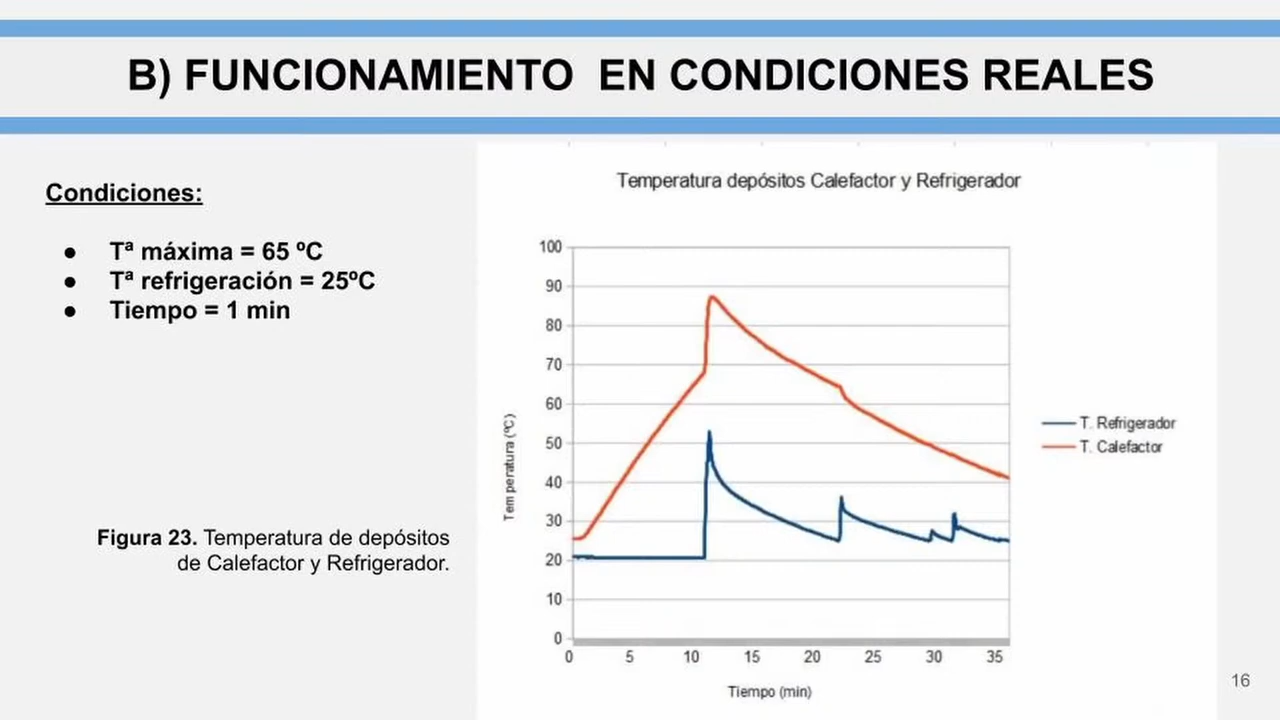 B) FUNCIONAMIENTO EN CONDICIONES REALES
Condiciones:
● Tª máxima = 65 ºC
● Tª refrigeración = 25ºC
● Tiempo = 1 min
Figura 23. Temperatura de depósitos
de Calefactor y Refrigerador.
Temperatura depósitos Calefactor y Refrigerador
Temperatura (ºC)
100
90
80
70
60
50
40
30
20
10
0
0 5 10 15 20 25 30 35
Tiempo (min)
T. Refrigerador
T. Calefactor
16